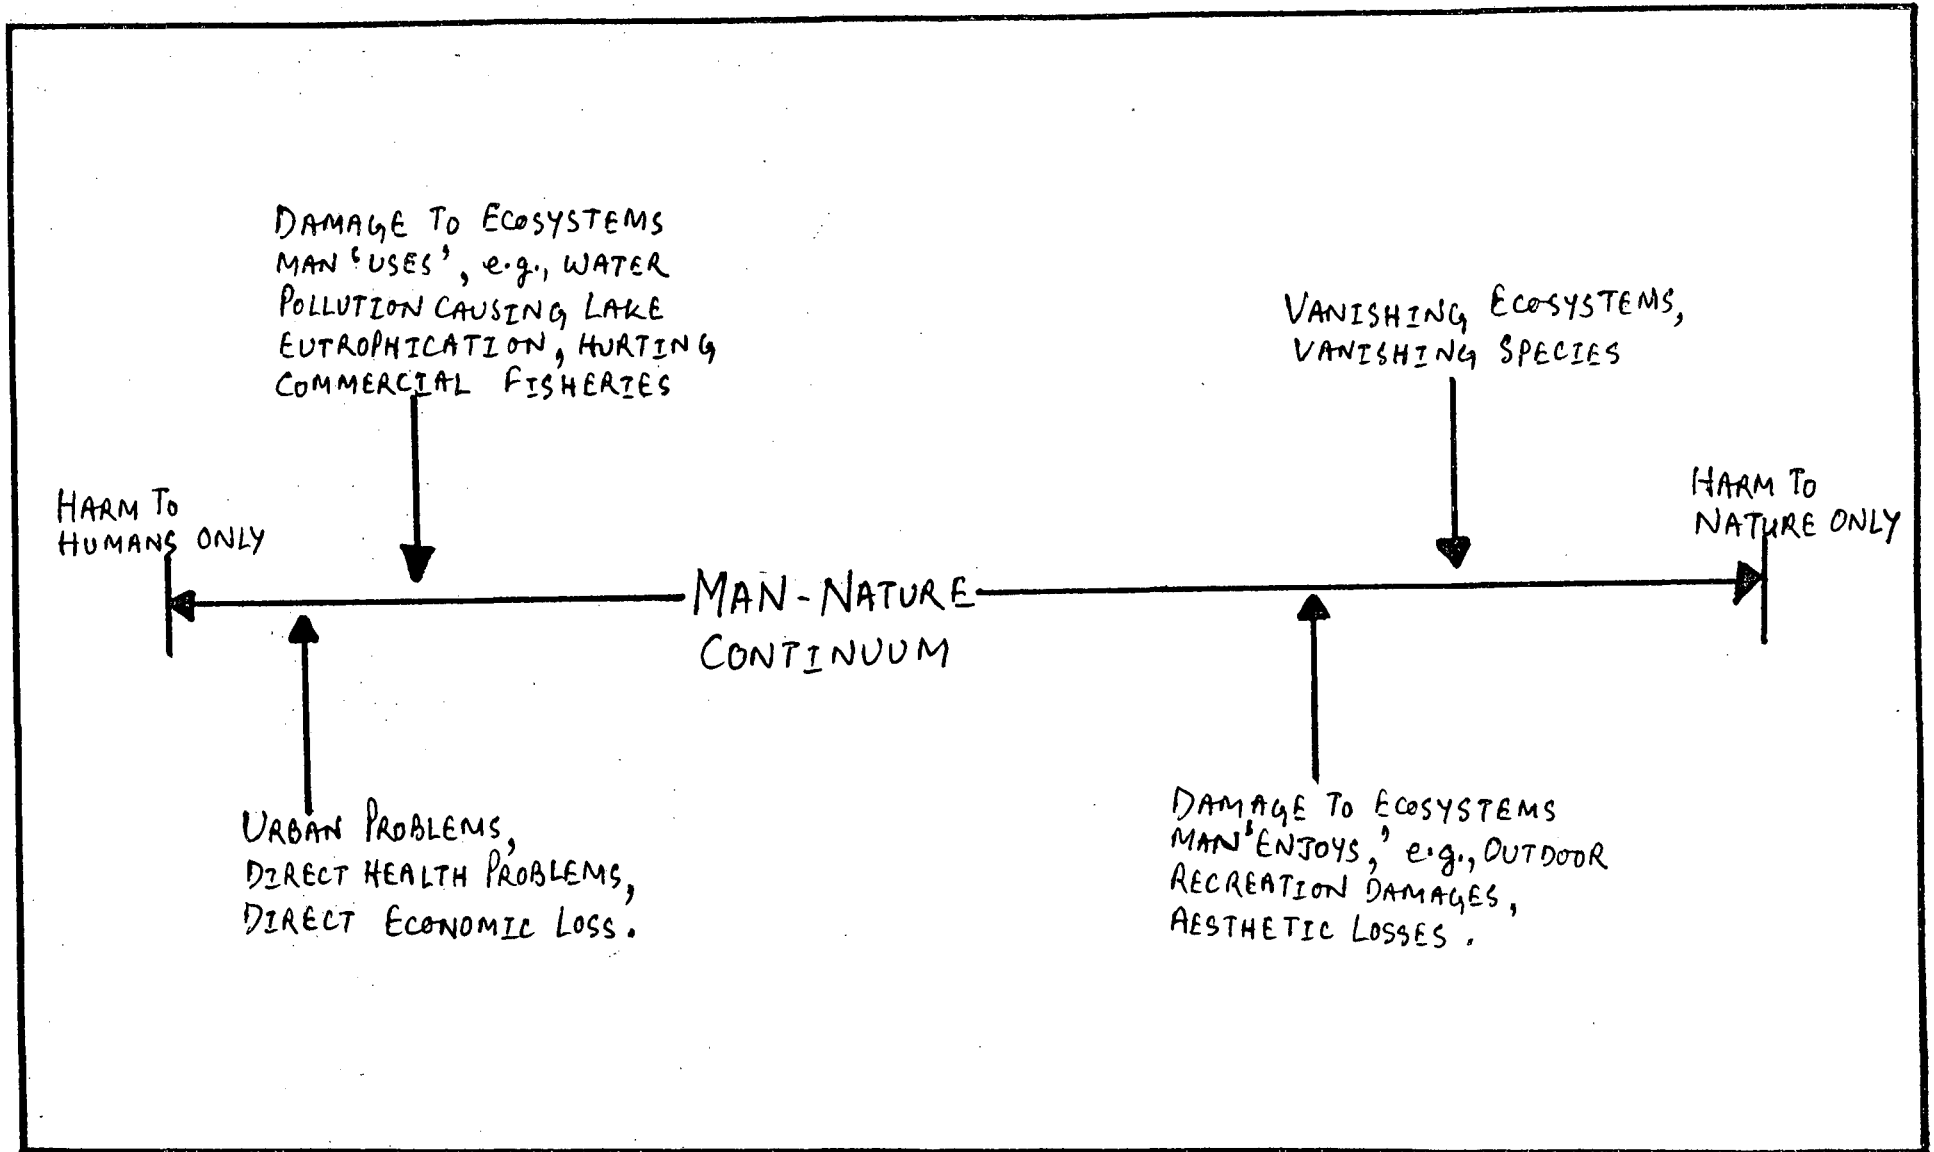 DAMAGE TO ECOSYSTEMS
MAN 'USES', e.g., WATER
POLLUTION CAUSING LAKE
EUTROPHICATION, HURTING
COMMERCIAL FISHERIES
VANISHING ECOSYSTEMS,
VANISHING SPECIES
HARM TO
HUMANS ONLY
HARM TO
NATURE ONLY
MAN-NATURE
CONTINUUM
URBAN PROBLEMS,
DIRECT HEALTH PROBLEMS,
DIRECT ECONOMIC LOSS.
DAMAGE TO ECOSYSTEMS
MAN 'ENJOYS,' e.g., OUTDOOR
RECREATION DAMAGES,
AESTHETIC LOSSES.